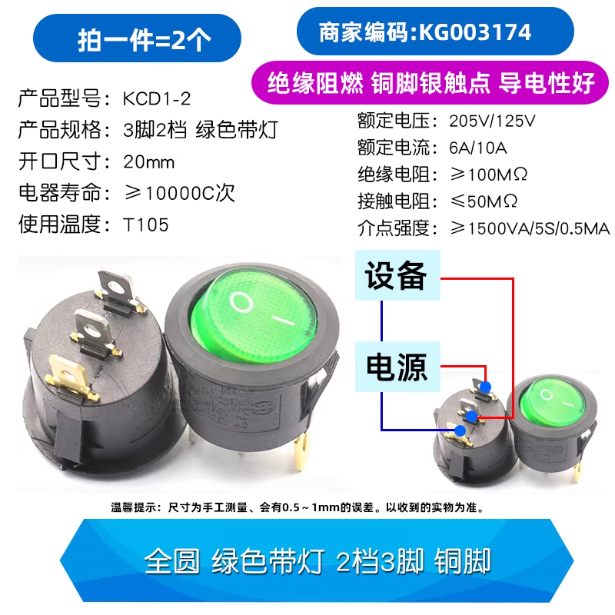 拍一件=2个
商家编码:KG003174
绝缘阻燃 铜脚银触点 导电性好
产品型号： KCD1-2
产品规格： 3脚2档 绿色带灯
开口尺寸： 20mm
电器寿命： ≥10000C次
使用温度： T105
额定电压： 205V/125V
额定电流： 6A/10A
绝缘电阻： ≥100MΩ
接触电阻： ≤50MΩ
介点强度： ≥1500VA/5S/0.5MA
设备
电源
温馨提示：尺寸为手工测量、会有0.5～1mm的误差。以收到的实物为准。
全圆 绿色带灯 2档3脚 铜脚